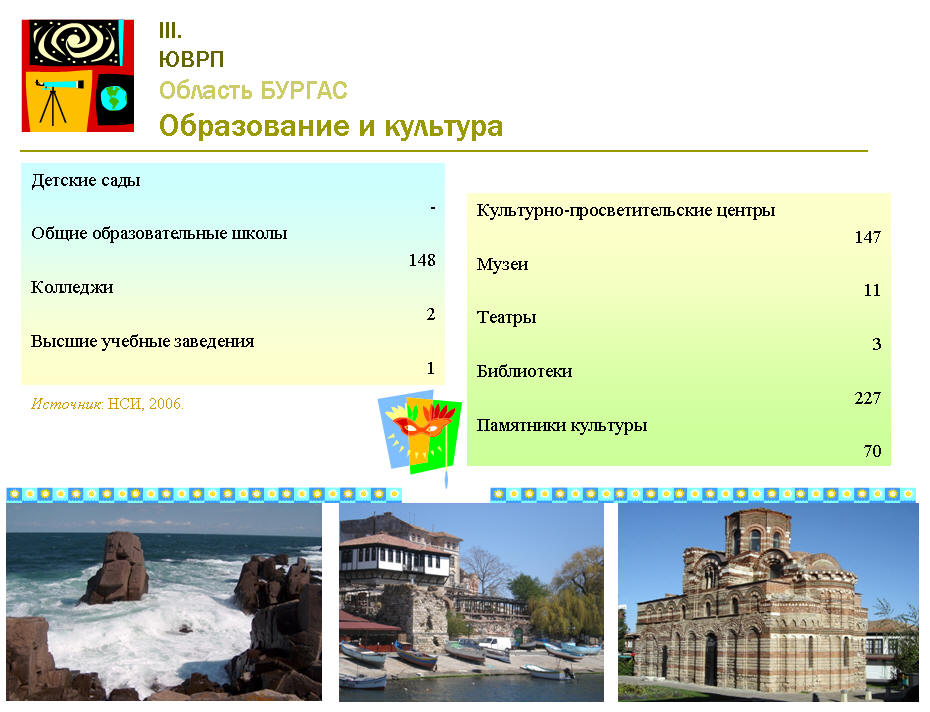 III.
ЮВРП
Область БУРГАС
Образование и культура
Детские сады
-
Общие образовательные школы
148
Колледжи
2
Высшие учебные заведения
1
Источник: НСИ, 2006.
Культурно-просветительские центры
147
Музеи
11
Театры
3
Библиотеки
227
Памятники культуры
70